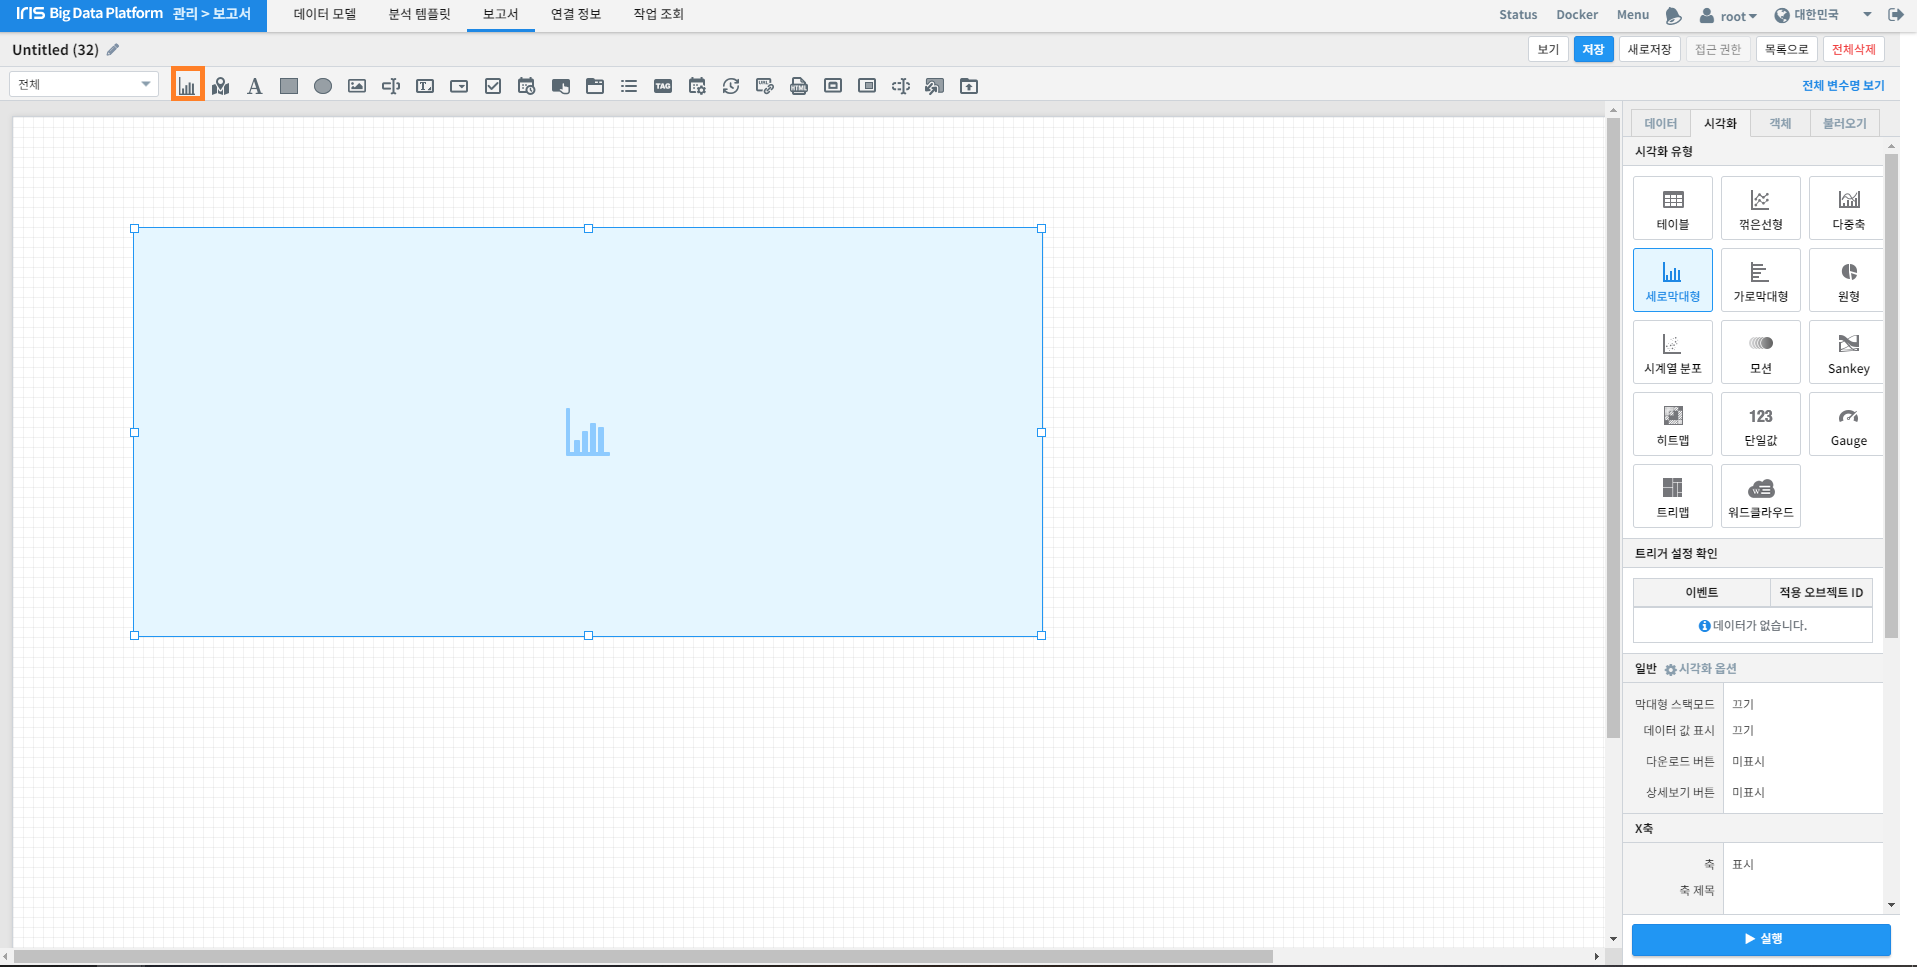 IRIS Big Data Platform 관리 > 보고서 데이터 모델 분석 템플릿 보고서 연결 정보 작업 조회 Status Docker Menu root 대한민국
Untitled (32) 보기 저장 새로저장 접근 권한 목록으로 전체삭제
전체 A T TAG URL HTML 전체 변수명 보기
데이터 시각화 객체 불러오기
시각화 유형
테이블 꺾은선형 다중축
세로막대형 가로막대형 원형
시계열 분포 모션 Sankey
123
히트맵 단일값 Gauge
W
트리맵 워드클라우드
트리거 설정 확인
이벤트 적용 오브젝트 ID
데이터가 없습니다.
일반 시각화 옵션
막대형 스택모드 끄기
데이터 값 표시 끄기
다운로드 버튼 미표시
상세보기 버튼 미표시
X축
축 표시
축 제목
실행